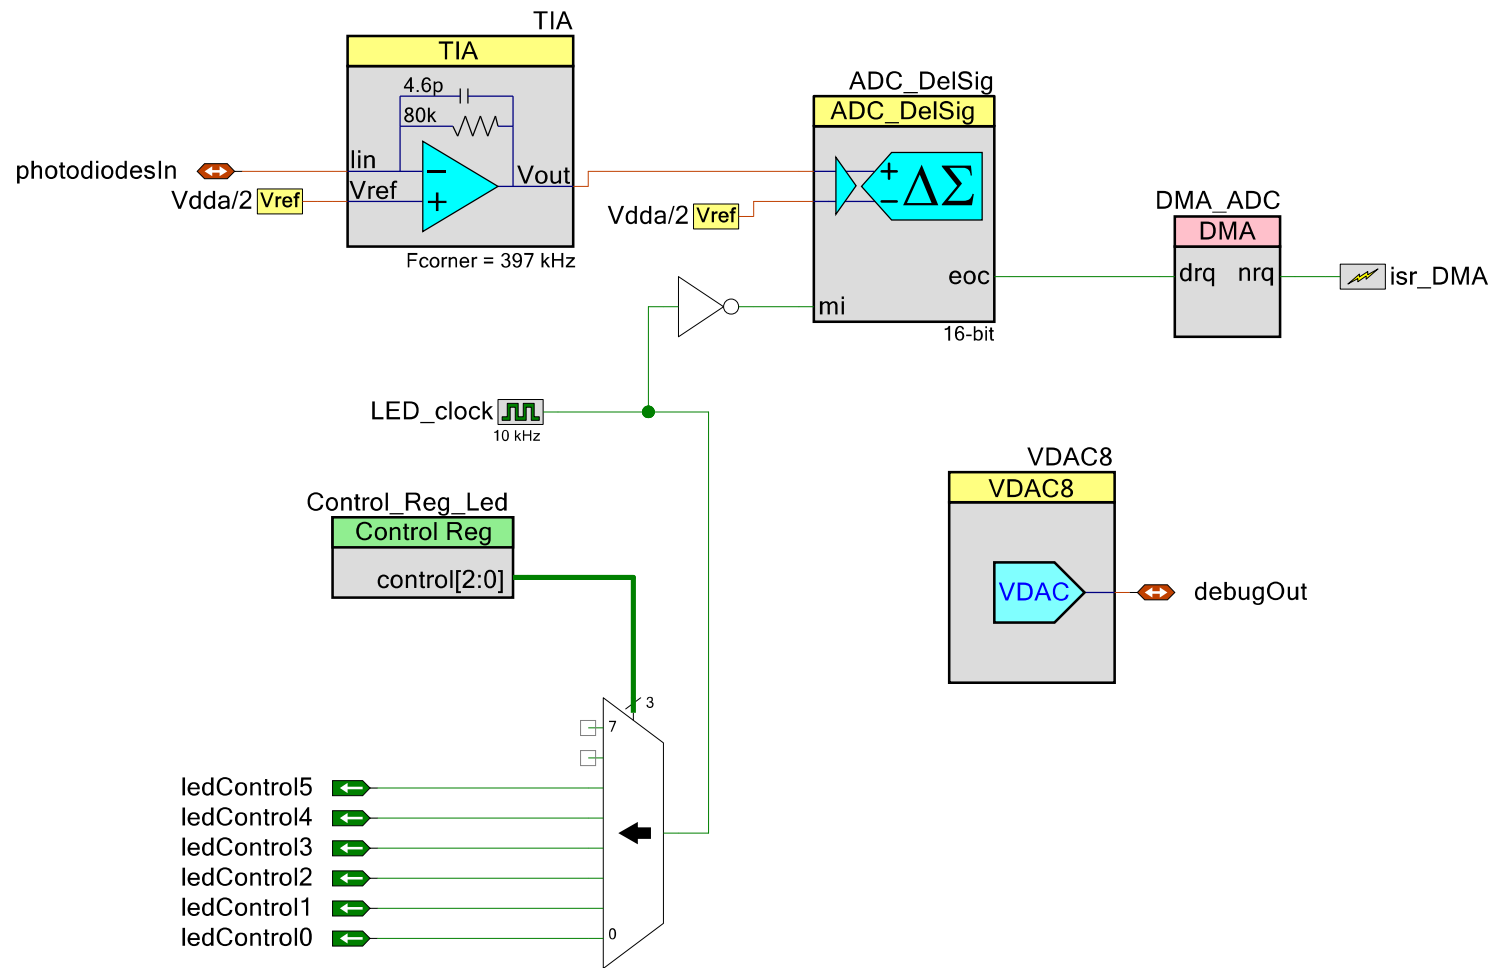 TIA
TIA
4.6p
80k
Iin
Vref
Vout
photodiodesIn
Vdda/2 Vref
Fcorner = 397 kHz
ADC_DelSig
ADC_DelSig
ΔΣ
Vdda/2 Vref
eoc
mi
16-bit
DMA_ADC
DMA
drq nrq
isr_DMA
LED_clock
10 kHz
Control_Reg_Led
Control Reg
control[2:0]
VDAC8
VDAC8
VDAC
debugOut
3
7
ledControl5
ledControl4
ledControl3
ledControl2
ledControl1
ledControl0
0